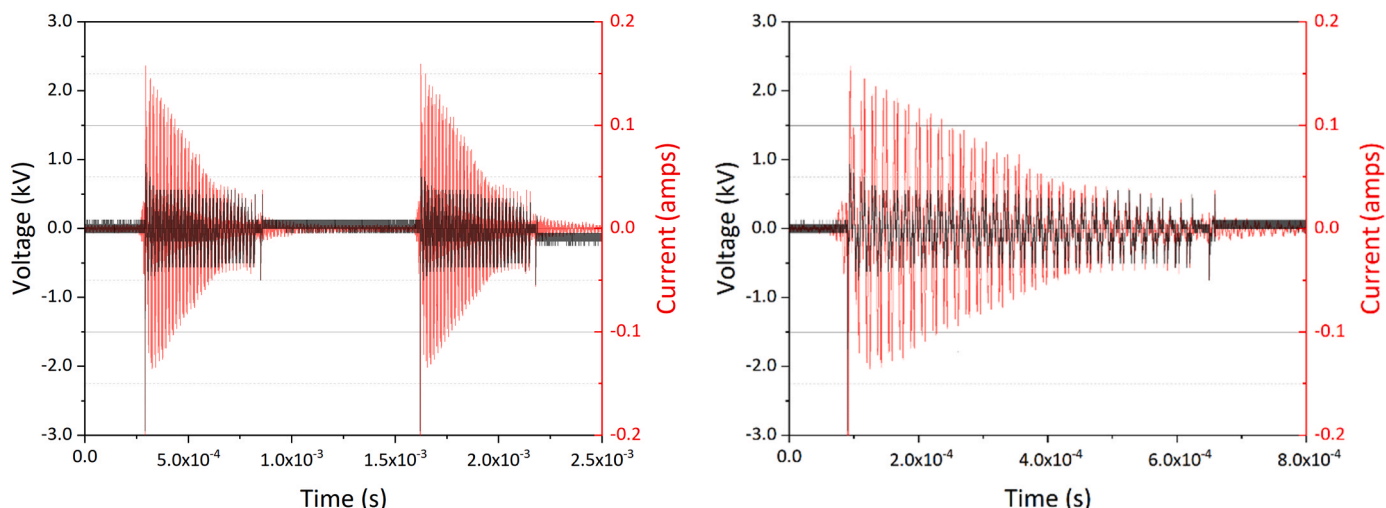 3.0
2.0
1.0
0.0
-1.0
-2.0
-3.0
Voltage (kV)
0.2
0.1
0.0
-0.1
-0.2
Current (amps)
0.0
5.0x10⁻⁴
1.0x10⁻³
1.5x10⁻³
2.0x10⁻³
2.5x10⁻³
Time (s)
3.0
2.0
1.0
0.0
-1.0
-2.0
-3.0
Voltage (kV)
0.2
0.1
0.0
-0.1
-0.2
Current (amps)
0.0
2.0x10⁻⁴
4.0x10⁻⁴
6.0x10⁻⁴
8.0x10⁻⁴
Time (s)